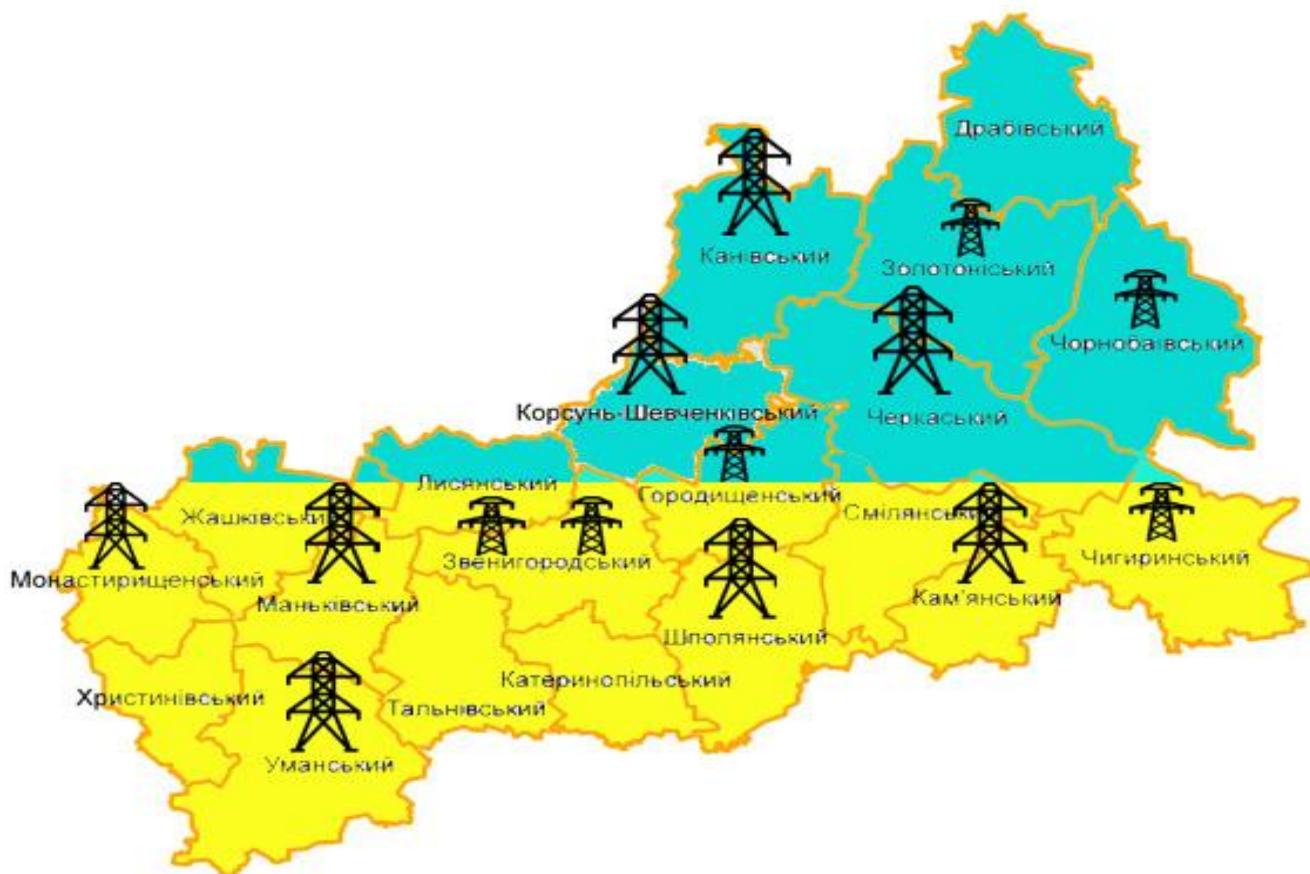 Драбівський
Канівський
Золотоніський
Чорнобаївський
Корсунь-Шевченківський
Черкаський
Лисянський
Городищенський
Жашківський
Смілянський
Звенигородський
Чигиринський
Монастирищенський
Маньківський
Кам'янський
Шполянський
Катеринопільський
Христинівський
Тальнівський
Уманський